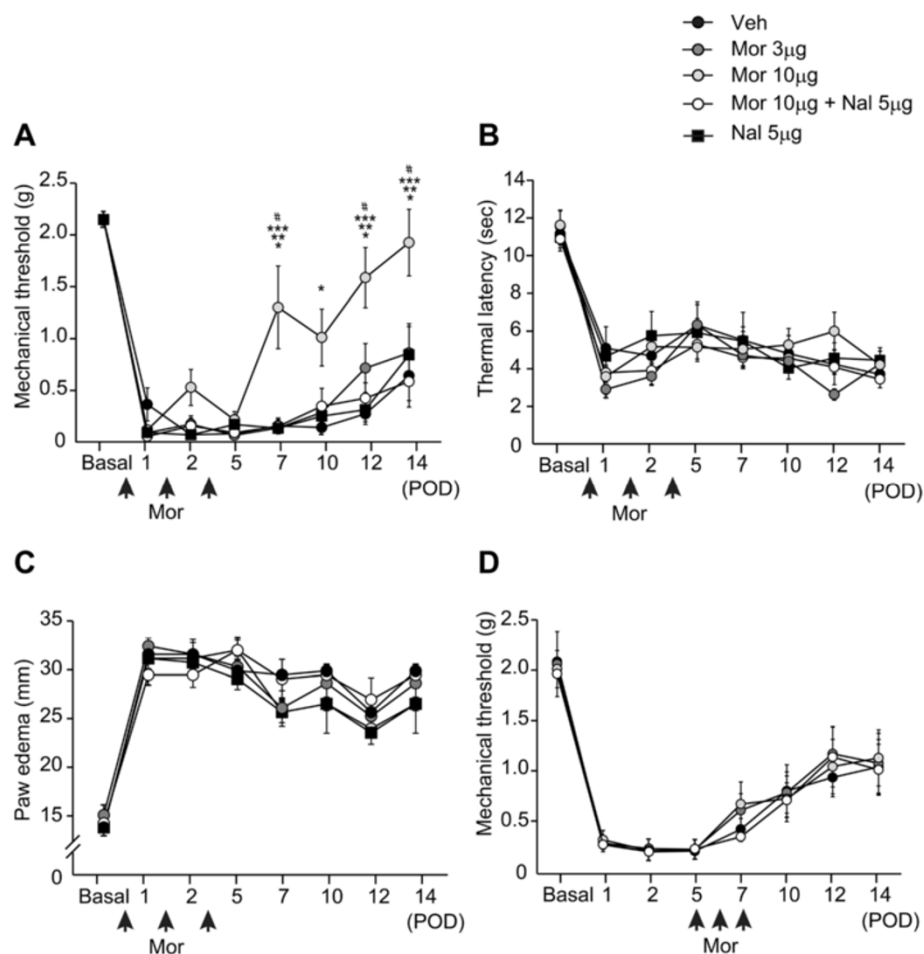 Veh
Mor 3μg
Mor 10μg
Mor 10μg + Nal 5μg
Nal 5μg
A
Mechanical threshold (g)
2.5
2.0
1.5
1.0
0.5
0
#
***
**
*
*
#
***
**
*
#
***
**
*
Basal 1 2 5 7 10 12 14
(POD)
Mor
B
Thermal latency (sec)
14
12
10
8
6
4
2
0
Basal 1 2 5 7 10 12 14
(POD)
Mor
C
Paw edema (mm)
35
30
25
20
15
0
Basal 1 2 5 7 10 12 14
(POD)
Mor
D
Mechanical threshold (g)
2.5
2.0
1.5
1.0
0.5
0
Basal 1 2 5 7 10 12 14
(POD)
Mor